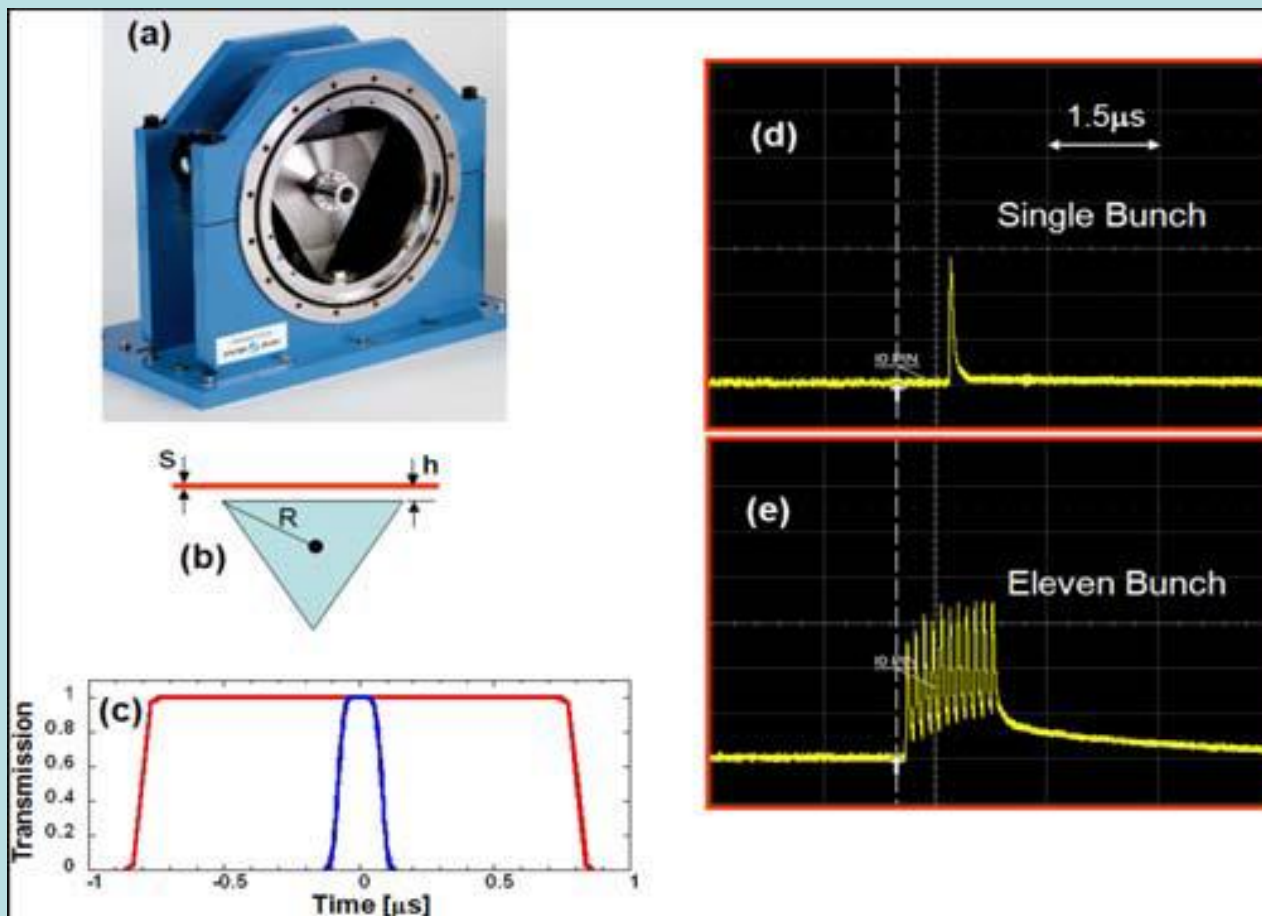 (a)
S
h
R
(b)
(c)
Transmission
1
0.8
0.6
0.4
0.2
0
-1
-0.5
0
0.5
1
Time [μs]
(d)
1.5μs
Single Bunch
(e)
Eleven Bunch